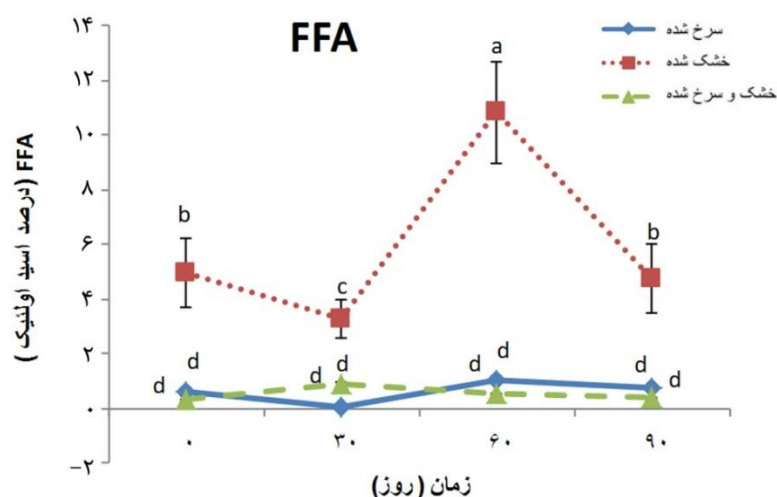 FFA
سرخ شده
خشک شده
خشک و سرخ شده
FFA (درصد اسید اولئیک)
۱۴
۱۲
۱۰
۸
۶
۴
۲
۰
−۲
a
b
b
c
d
d
d
d
d
d
d
d
۰
۳۰
۶۰
۹۰
زمان (روز)